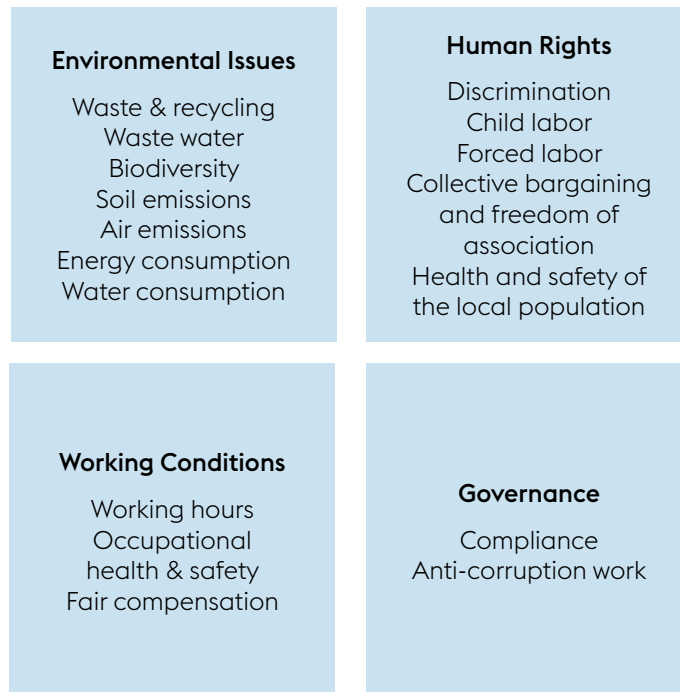 Environmental Issues
Waste & recycling
Waste water
Biodiversity
Soil emissions
Air emissions
Energy consumption
Water consumption
Human Rights
Discrimination
Child labor
Forced labor
Collective bargaining
and freedom of
association
Health and safety of
the local population
Working Conditions
Working hours
Occupational
health & safety
Fair compensation
Governance
Compliance
Anti-corruption work